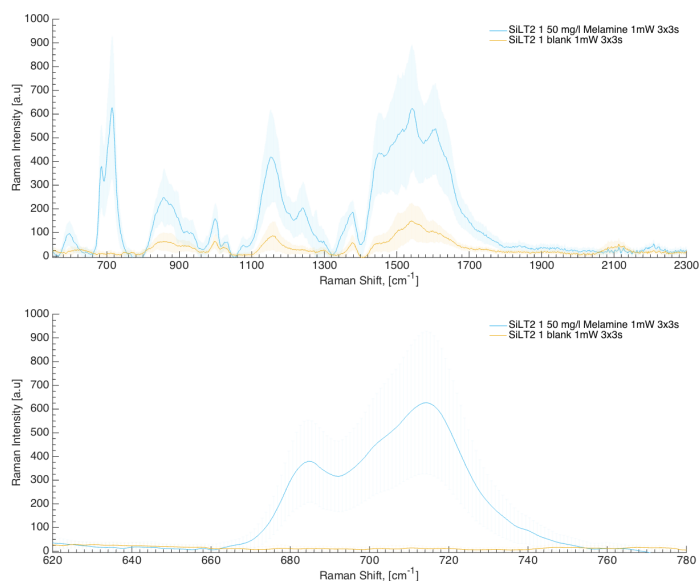 1000
900
800
700
600
500
400
300
200
100
0
Raman Intensity [a.u]
SiLT2 1 50 mg/l Melamine 1mW 3x3s
SiLT2 1 blank 1mW 3x3s
700 900 1100 1300 1500 1700 1900 2100 2300
Raman Shift, [cm-1]
1000
900
800
700
600
500
400
300
200
100
0
Raman Intensity [a.u]
SiLT2 1 50 mg/l Melamine 1mW 3x3s
SiLT2 1 blank 1mW 3x3s
620 640 660 680 700 720 740 760 780
Raman Shift, [cm-1]